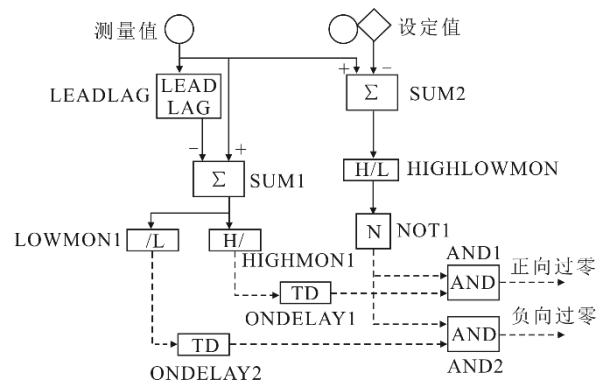 测量值
设定值
LEADLAG
LEAD
LAG
+
−
Σ
SUM2
−
+
Σ
SUM1
H/L
HIGHLOWMON
LOWMON1
/L
H/
HIGHMON1
N
NOT1
AND1
AND
正向过零
TD
ONDELAY1
TD
ONDELAY2
AND
负向过零
AND2